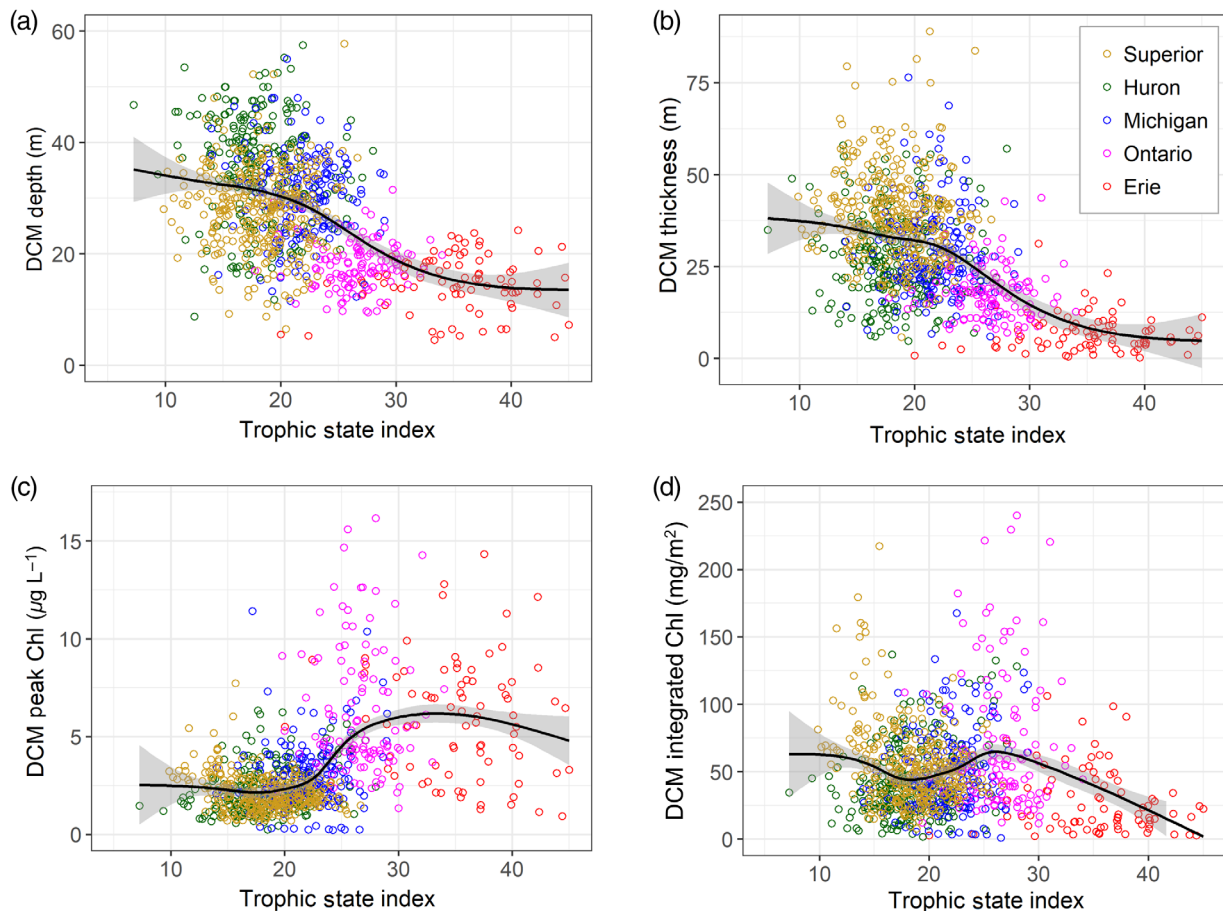 (a)
DCM depth (m)
60
40
20
0
10
20
30
40
Trophic state index
(b)
DCM thickness (m)
75
50
25
0
10
20
30
40
Trophic state index
Superior
Huron
Michigan
Ontario
Erie
(c)
DCM peak Chl (µg L⁻¹)
15
10
5
0
10
20
30
40
Trophic state index
(d)
DCM integrated Chl (mg/m²)
250
200
150
100
50
0
10
20
30
40
Trophic state index